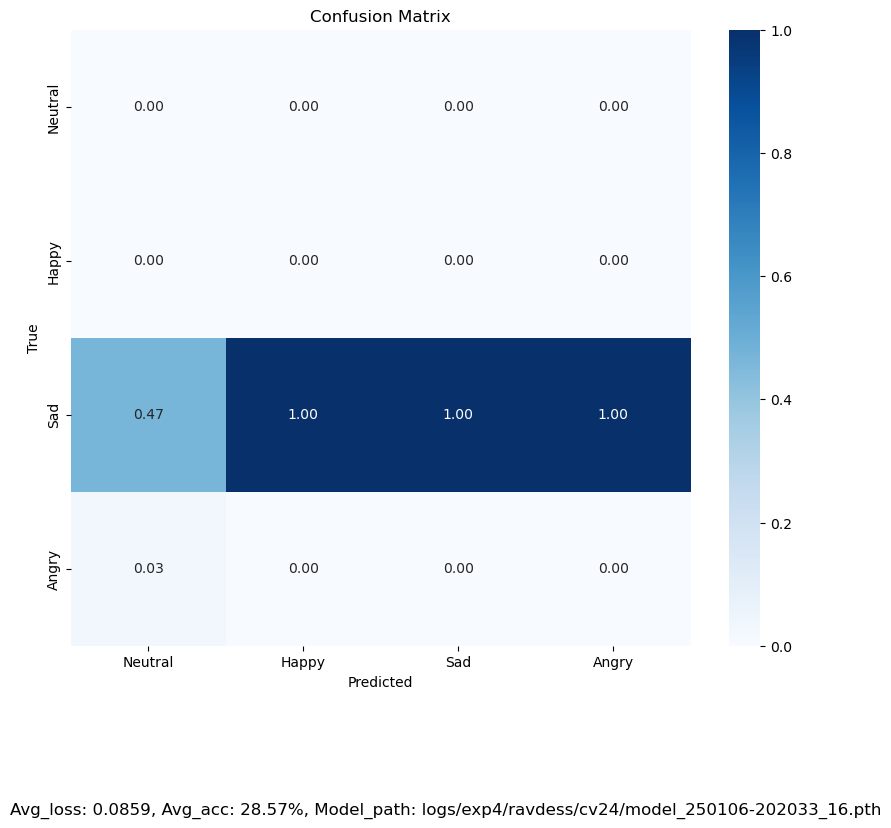 Confusion Matrix
1.0
Neutral 0.00 0.00 0.00 0.00
0.8
Happy 0.00 0.00 0.00 0.00
0.6
True
Sad 0.47 1.00 1.00 1.00
0.4
0.2
Angry 0.03 0.00 0.00 0.00
0.0
Neutral Happy Sad Angry
Predicted
Avg_loss: 0.0859, Avg_acc: 28.57%, Model_path: logs/exp4/ravdess/cv24/model_250106-202033_16.pth